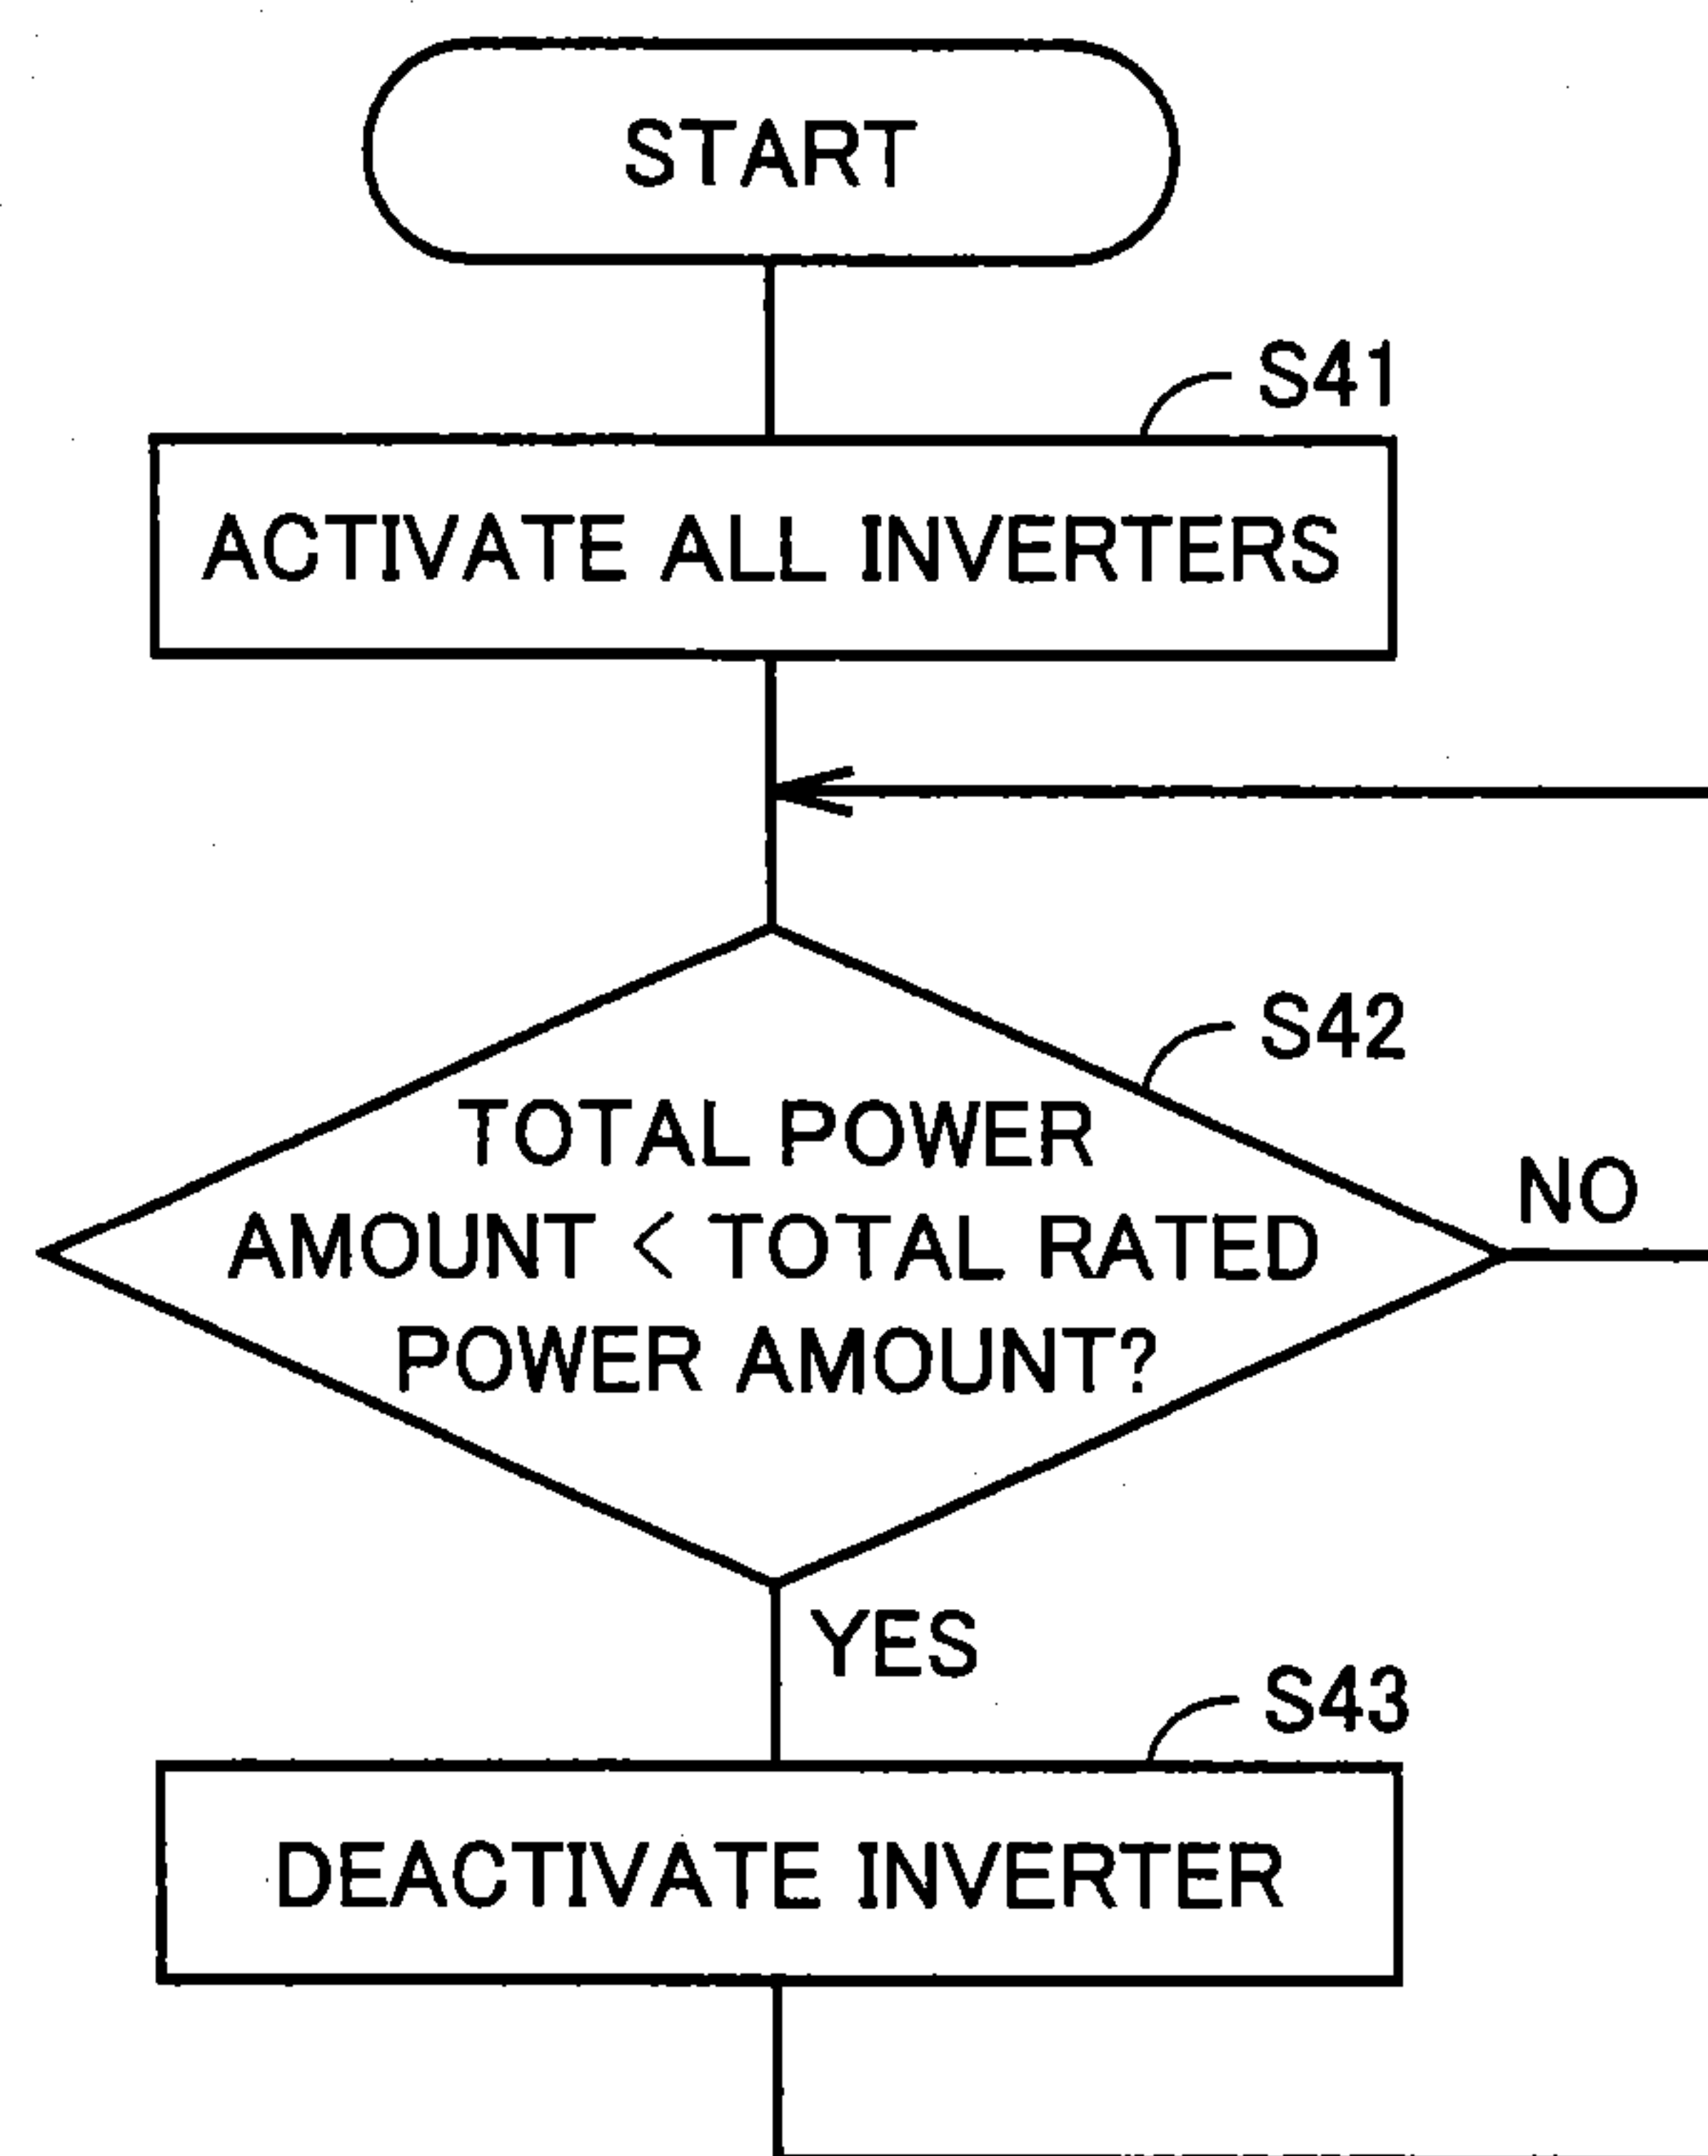 START
S41
ACTIVATE ALL INVERTERS
S42
TOTAL POWER
AMOUNT < TOTAL RATED
POWER AMOUNT?
NO
YES
S43
DEACTIVATE INVERTER